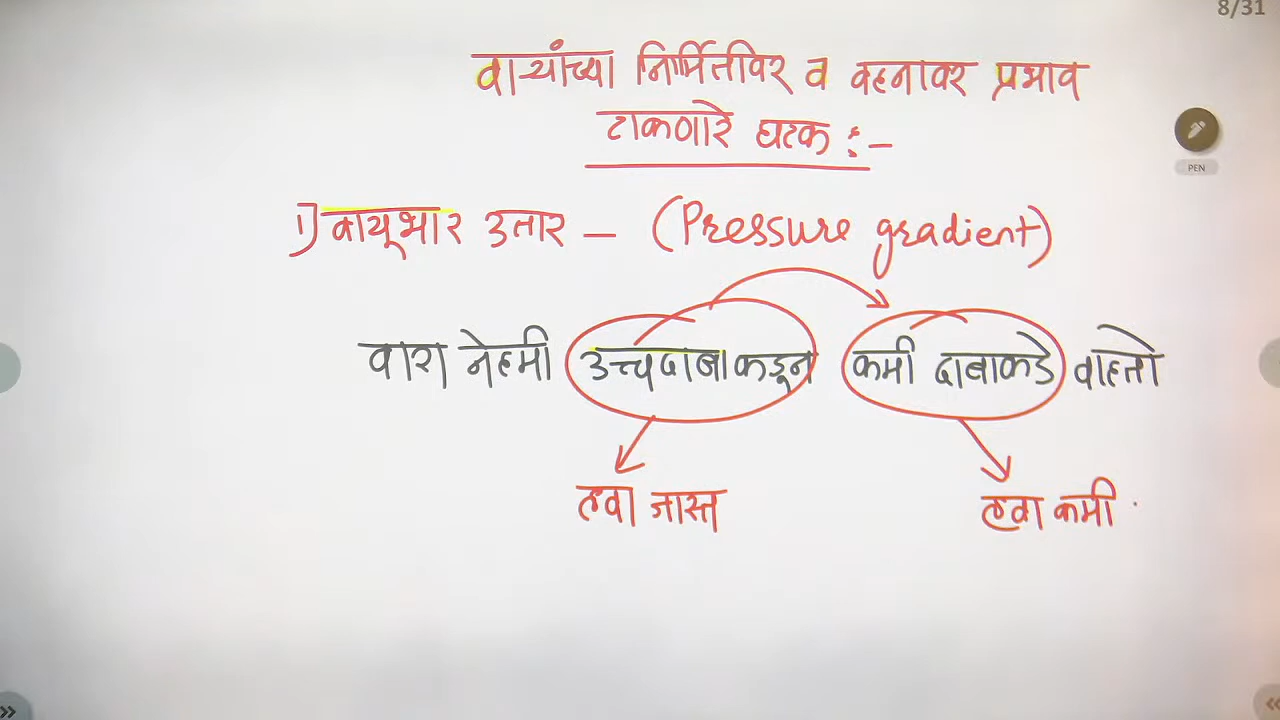 8/31
वाऱ्यांच्या निर्मितीवर व वहनावर प्रभाव
टाकणारे घटक :-
PEN
1) वायूभार उतार – (Pressure gradient)
वारा नेहमी उच्चदाबाकडून कमी दाबाकडे वाहतो
हवा जास्त
हवा कमी